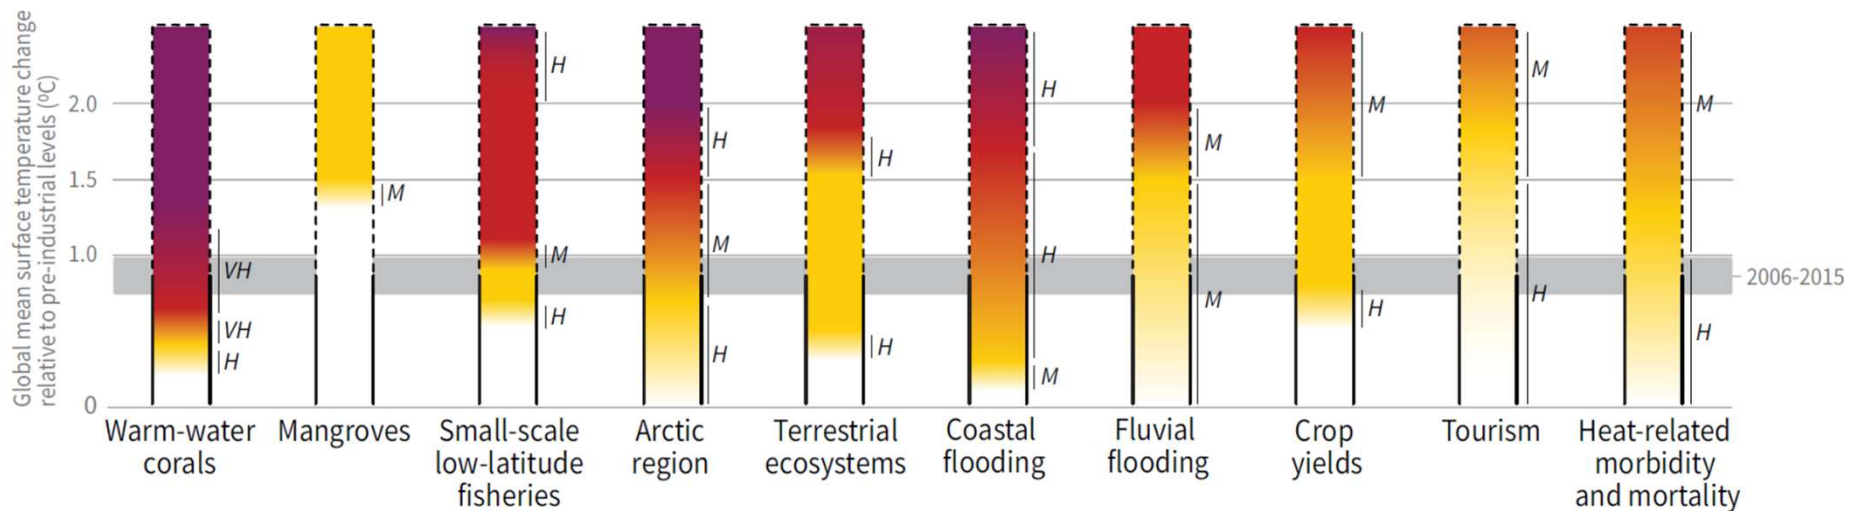 Global mean surface temperature change
relative to pre-industrial levels (ºC)
2.0
1.5
1.0
0
VH
VH
H
M
H
M
H
H
M
H
H
H
H
H
M
M
M
M
H
M
H
M
H
2006-2015
Warm-water
corals
Mangroves
Small-scale
low-latitude
fisheries
Arctic
region
Terrestrial
ecosystems
Coastal
flooding
Fluvial
flooding
Crop
yields
Tourism
Heat-related
morbidity
and mortality